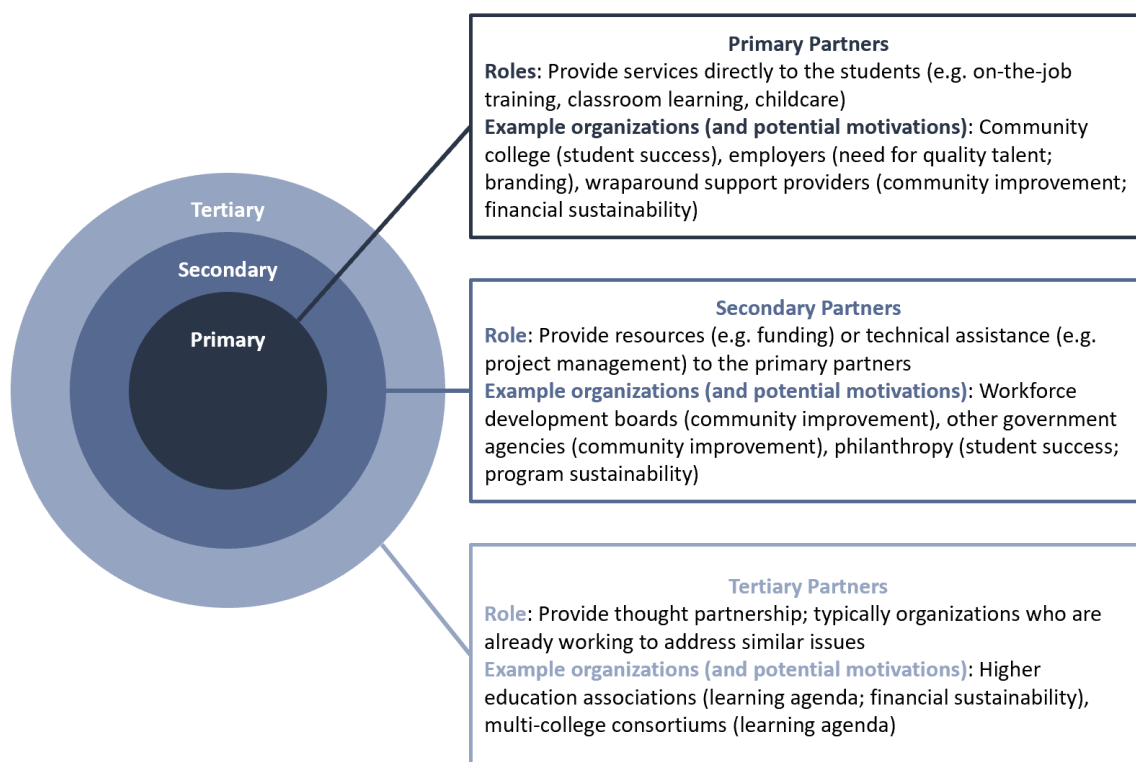 Tertiary
Secondary
Primary
Primary Partners
Roles: Provide services directly to the students (e.g. on-the-job
training, classroom learning, childcare)
Example organizations (and potential motivations): Community
college (student success), employers (need for quality talent;
branding), wraparound support providers (community improvement;
financial sustainability)
Secondary Partners
Role: Provide resources (e.g. funding) or technical assistance (e.g.
project management) to the primary partners
Example organizations (and potential motivations): Workforce
development boards (community improvement), other government
agencies (community improvement), philanthropy (student success;
program sustainability)
Tertiary Partners
Role: Provide thought partnership; typically organizations who are
already working to address similar issues
Example organizations (and potential motivations): Higher
education associations (learning agenda; financial sustainability),
multi-college consortiums (learning agenda)